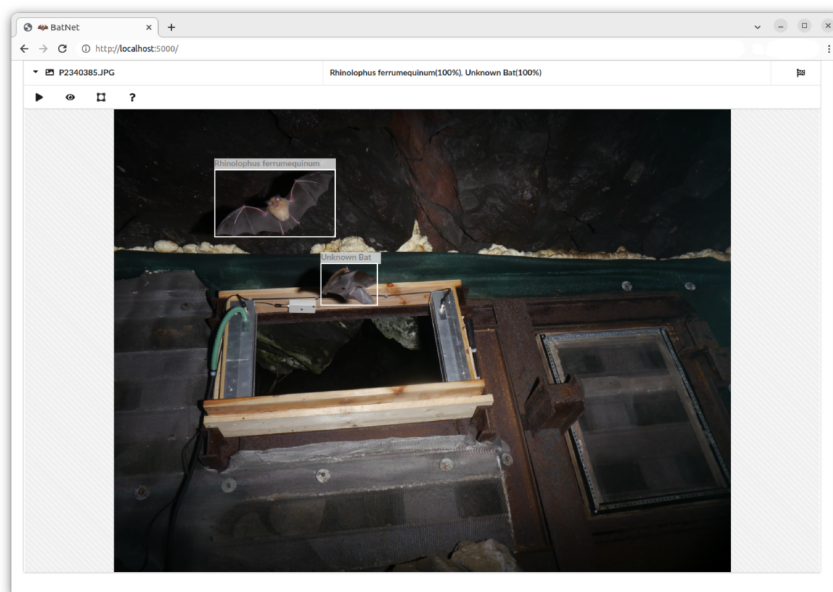 BatNet
http://localhost:5000/
P2340385.JPG
Rhinolophus ferrumequinum(100%), Unknown Bat(100%)
?
Rhinolophus ferrumequinum
Unknown Bat